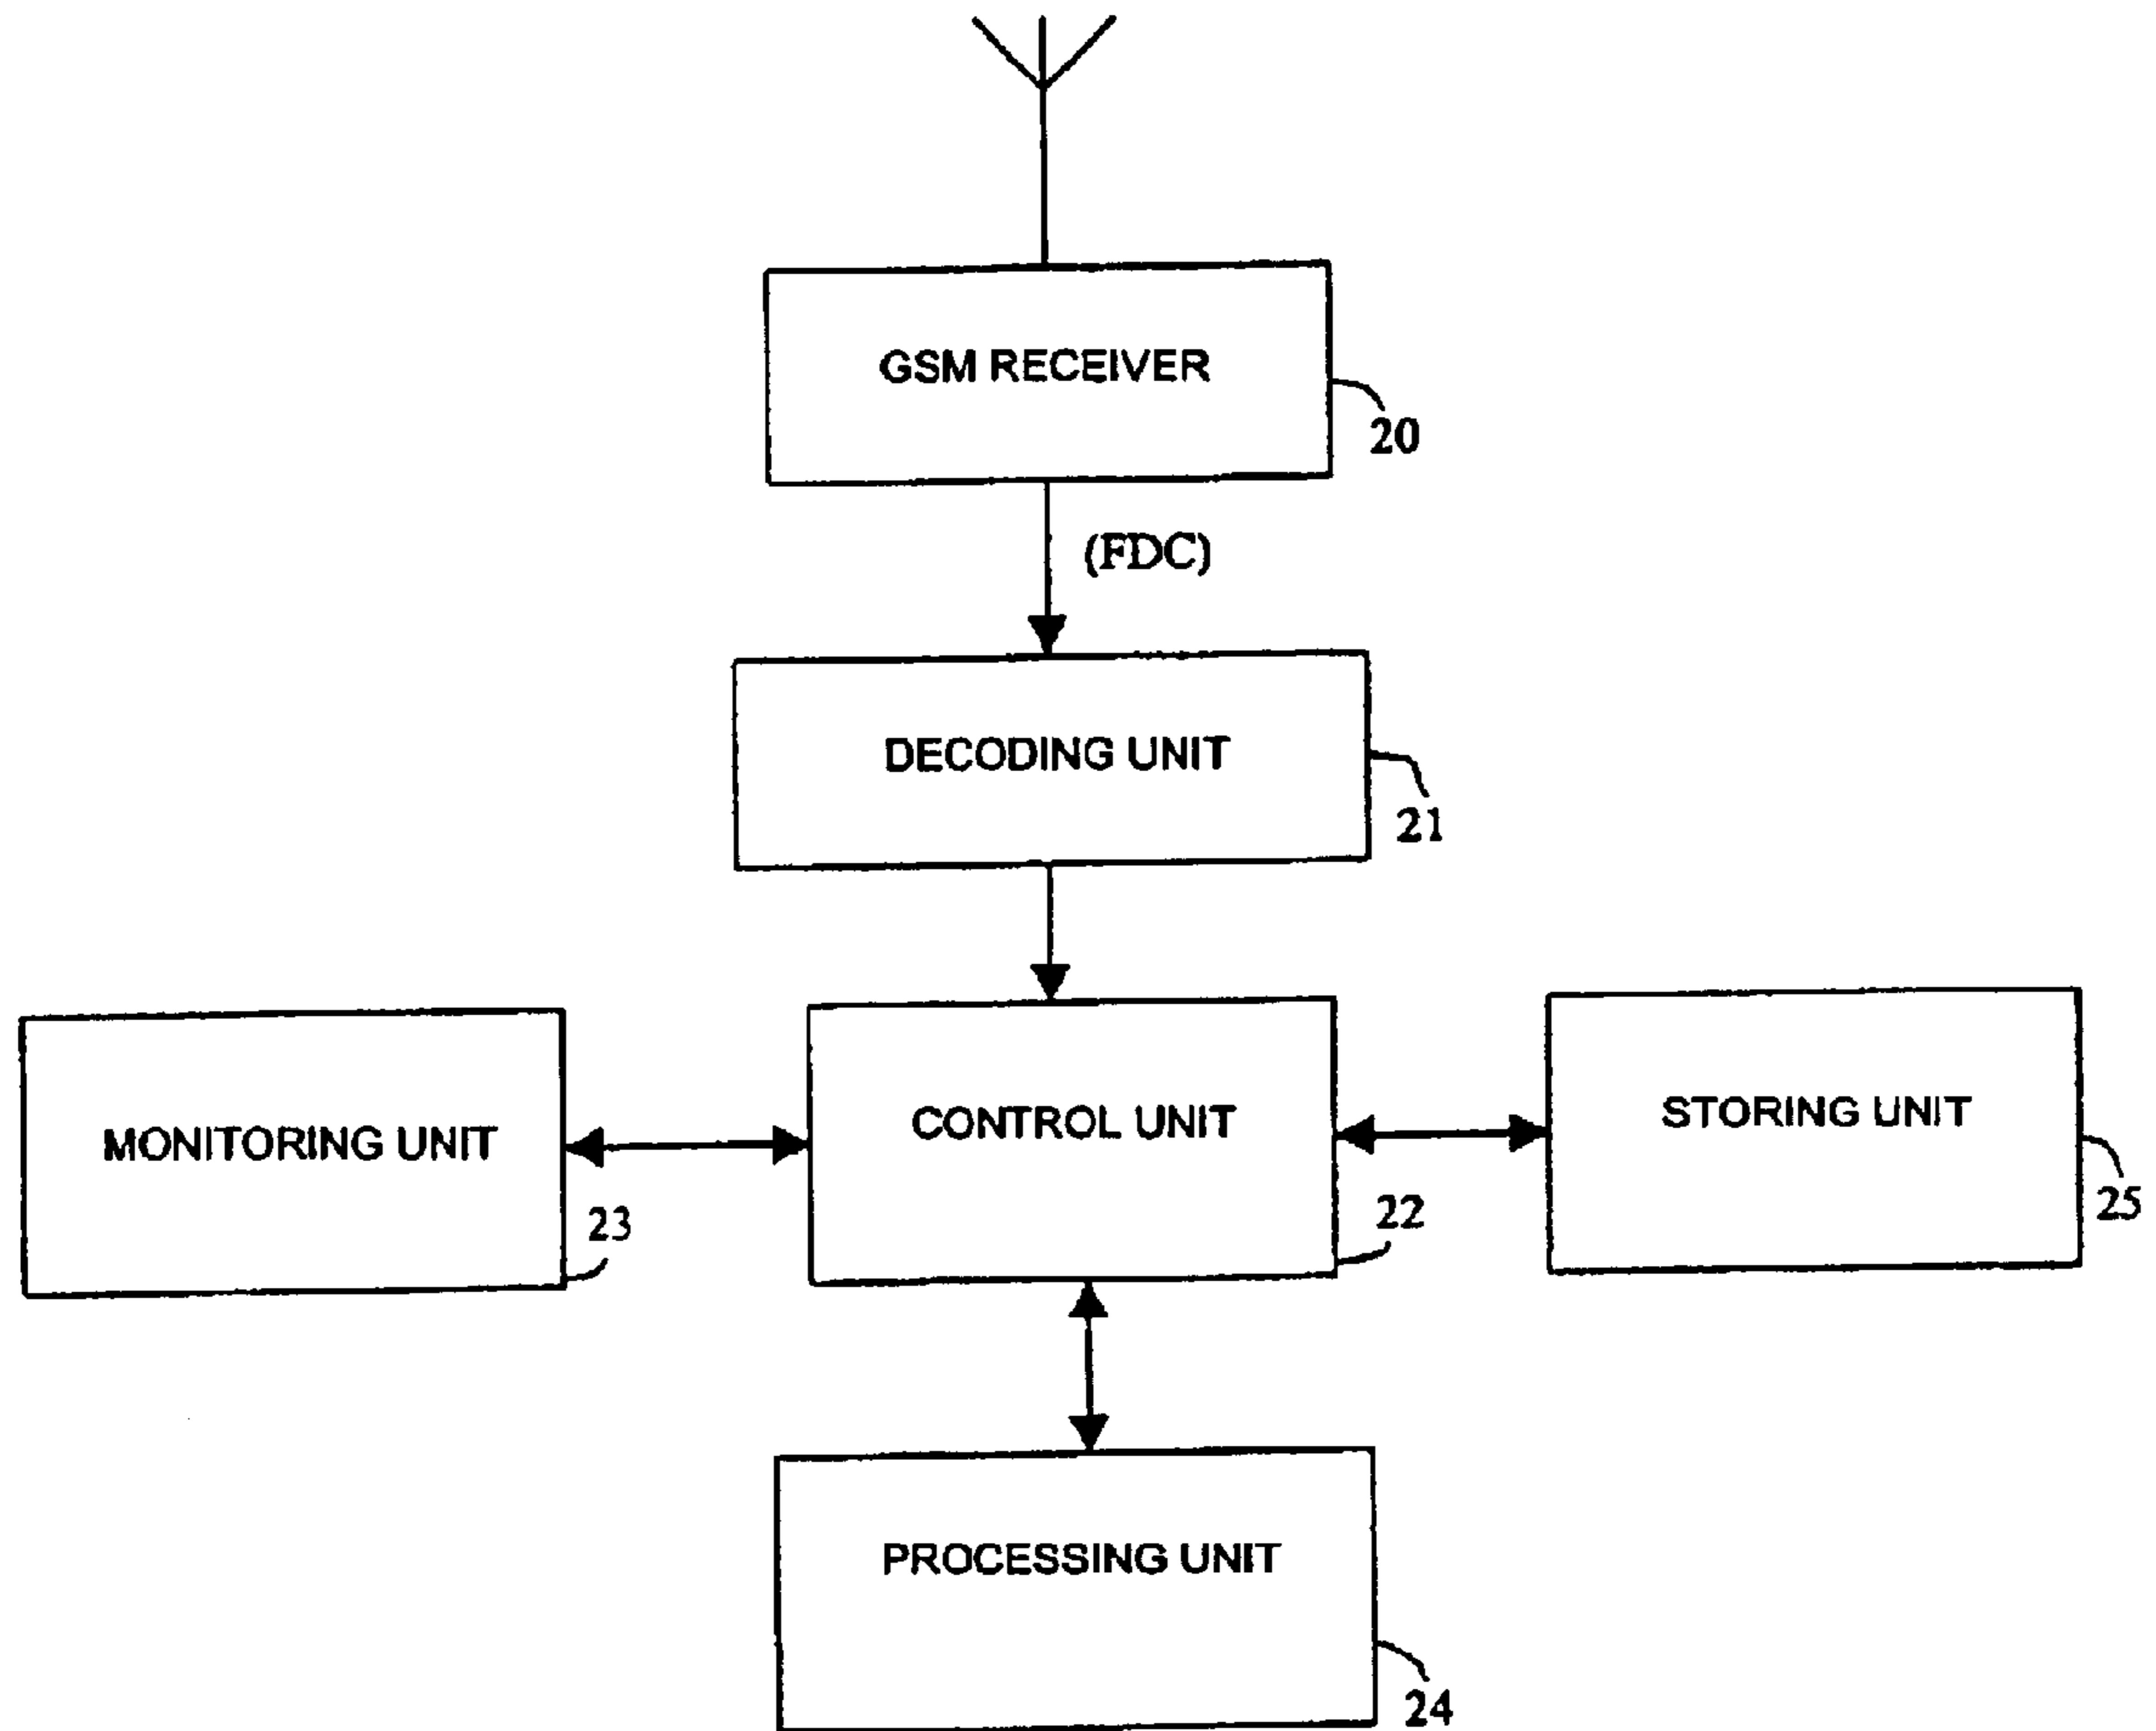 GSM RECEIVER
20
(FDC)
DECODING UNIT
21
MONITORING UNIT
23
CONTROL UNIT
22
STORING UNIT
25
PROCESSING UNIT
24